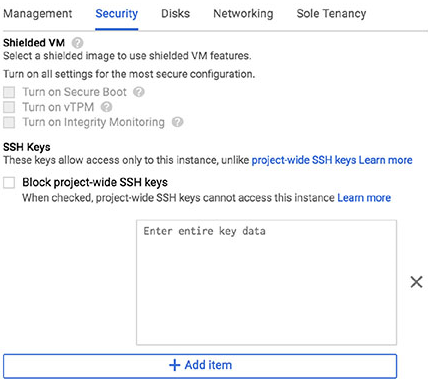 Management Security Disks Networking Sole Tenancy
Shielded VM ?
Select a shielded image to use shielded VM features.
Turn on all settings for the most secure configuration.
Turn on Secure Boot ?
Turn on vTPM ?
Turn on Integrity Monitoring ?
SSH Keys
These keys allow access only to this instance, unlike project-wide SSH keys Learn more
Block project-wide SSH keys
When checked, project-wide SSH keys cannot access this instance Learn more
Enter entire key data
+ Add item